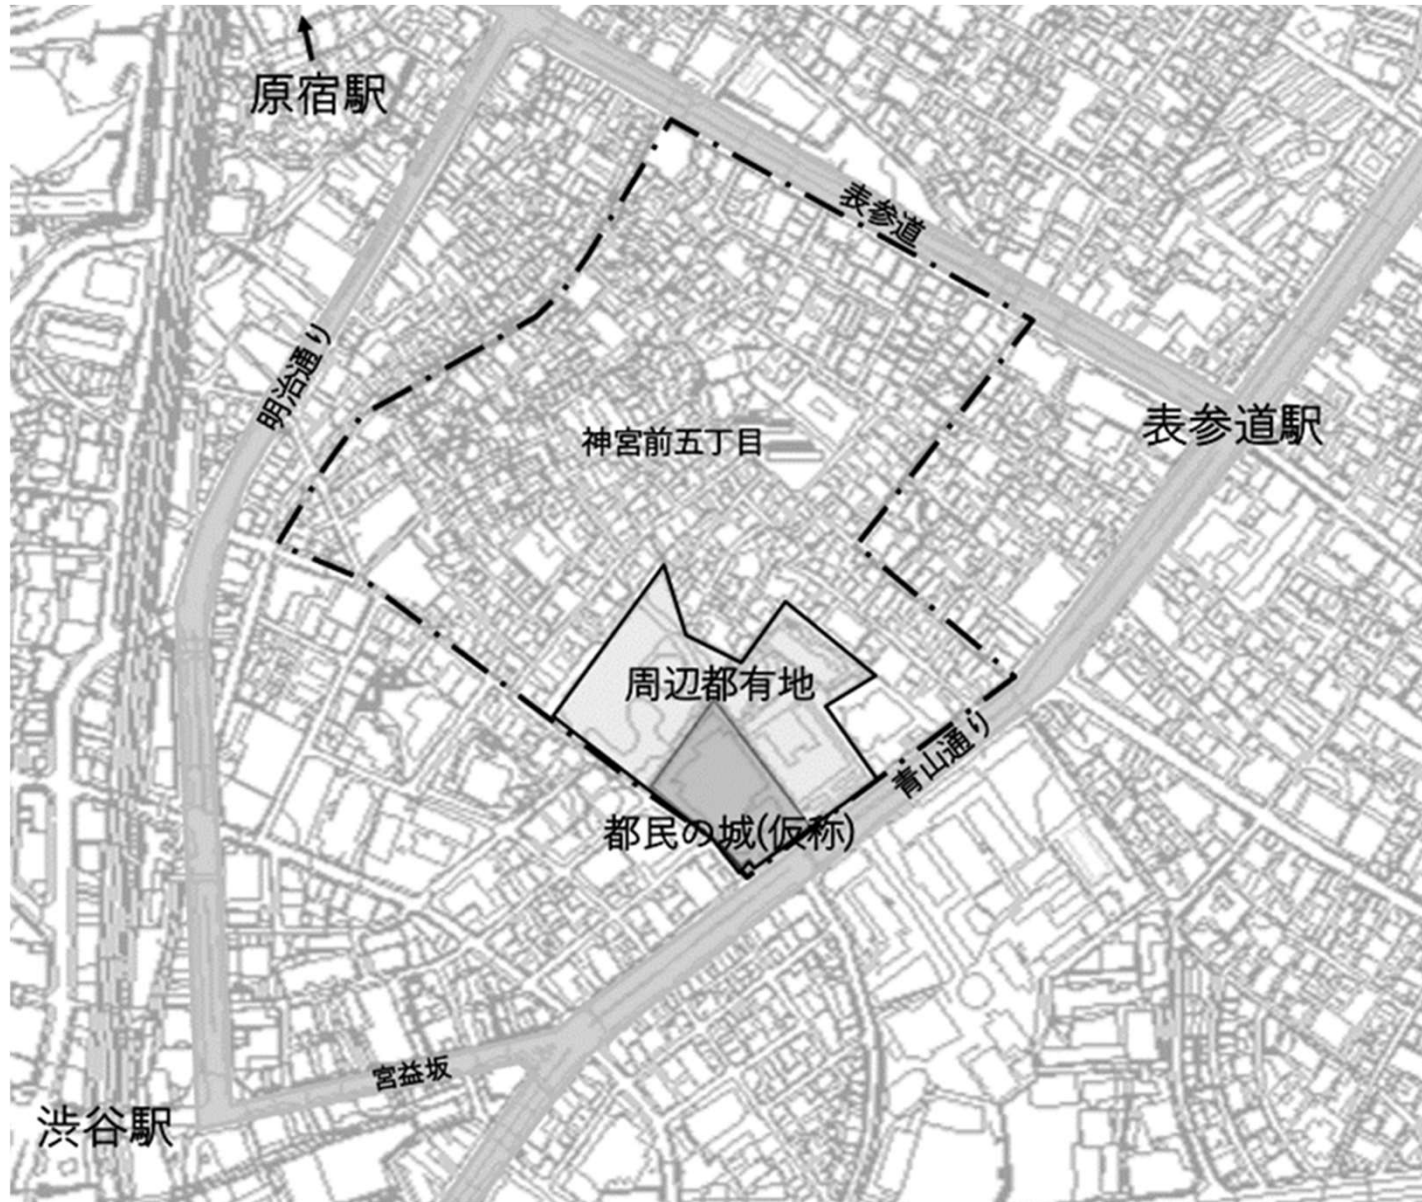 原宿駅
表参道
明治通り
表参道駅
神宮前五丁目
周辺都有地
青山通り
都民の城(仮称)
宮益坂
渋谷駅